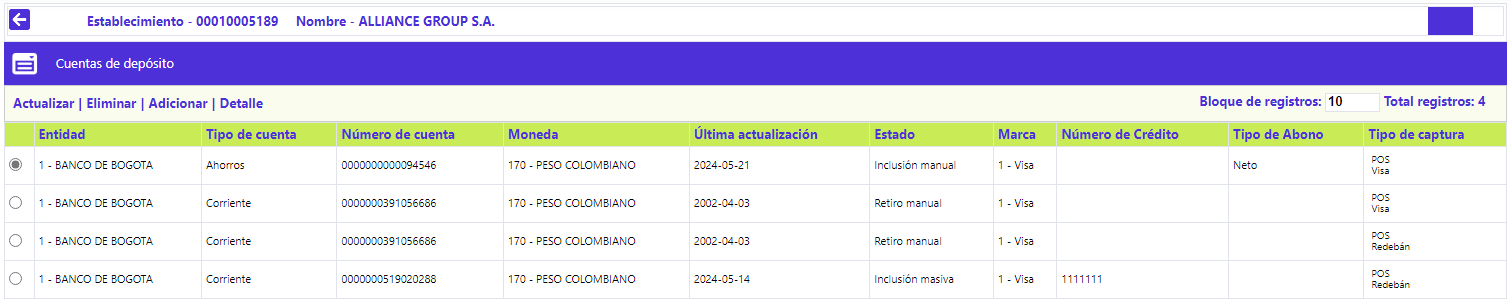 Establecimiento - 00010005189 Nombre - ALLIANCE GROUP S.A.
Cuentas de depósito
Actualizar | Eliminar | Adicionar | Detalle Bloque de registros: 10 Total registros: 4
Entidad Tipo de cuenta Número de cuenta Moneda Última actualización Estado Marca Número de Crédito Tipo de Abono Tipo de captura
1 - BANCO DE BOGOTA Ahorros 0000000000094546 170 - PESO COLOMBIANO 2024-05-21 Inclusión manual 1 - Visa Neto POS
Visa
1 - BANCO DE BOGOTA Corriente 0000000391056686 170 - PESO COLOMBIANO 2002-04-03 Retiro manual 1 - Visa POS
Visa
1 - BANCO DE BOGOTA Corriente 0000000391056686 170 - PESO COLOMBIANO 2002-04-03 Retiro manual 1 - Visa POS
Redebán
1 - BANCO DE BOGOTA Corriente 0000000519020288 170 - PESO COLOMBIANO 2024-05-14 Inclusión masiva 1 - Visa 1111111 POS
Redebán